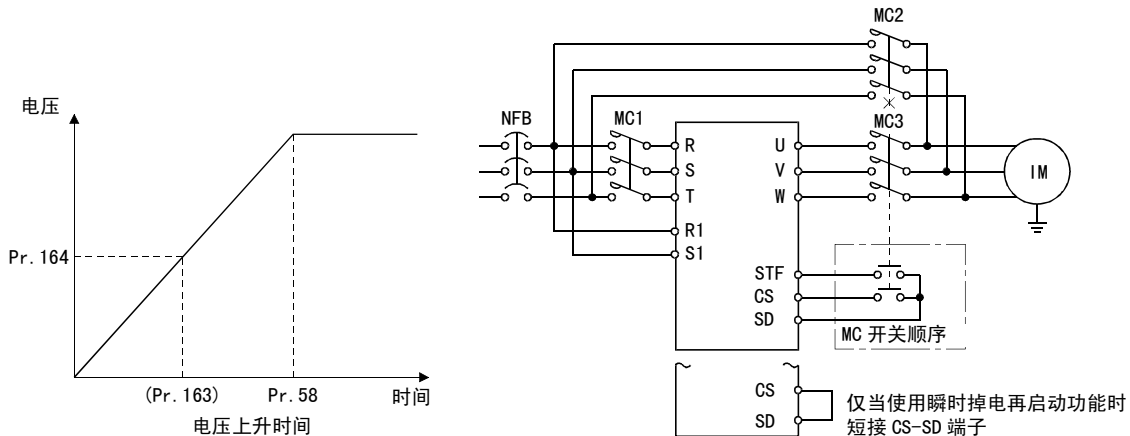 电压
Pr.164
(Pr.163)
Pr.58
时间
电压上升时间
NFB
MC1
MC2
MC3
R
S
T
R1
S1
U
V
W
IM
STF
CS
SD
MC 开关顺序
CS
SD
仅当使用瞬时掉电再启动功能时
短接 CS-SD 端子